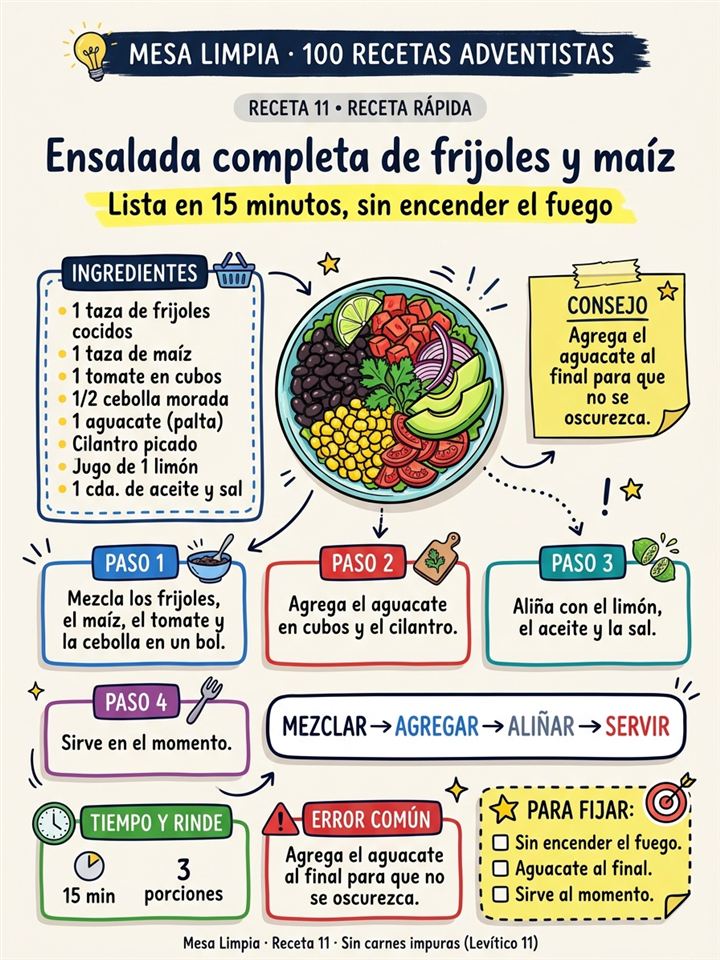 MESA LIMPIA · 100 RECETAS ADVENTISTAS
RECETA 11 • RECETA RÁPIDA
Ensalada completa de frijoles y maíz
Lista en 15 minutos, sin encender el fuego
INGREDIENTES
• 1 taza de frijoles
cocidos
• 1 taza de maíz
• 1 tomate en cubos
• 1/2 cebolla morada
• 1 aguacate (palta)
• Cilantro picado
• Jugo de 1 limón
• 1 cda. de aceite y sal
CONSEJO
Agrega el
aguacate al
final para que
no se
oscurezca.
!
PASO 1
Mezcla los frijoles,
el maíz, el tomate y
la cebolla en un bol.
PASO 2
Agrega el aguacate
en cubos y el cilantro.
PASO 3
Aliña con el limón,
el aceite y la sal.
PASO 4
Sirve en el momento.
MEZCLAR → AGREGAR → ALIÑAR → SERVIR
TIEMPO Y RINDE
15 min
3
porciones
ERROR COMÚN
Agrega el aguacate
al final para que no
se oscurezca.
PARA FIJAR:
Sin encender el fuego.
Aguacate al final.
Sirve al momento.
Mesa Limpia · Receta 11 · Sin carnes impuras (Levítico 11)